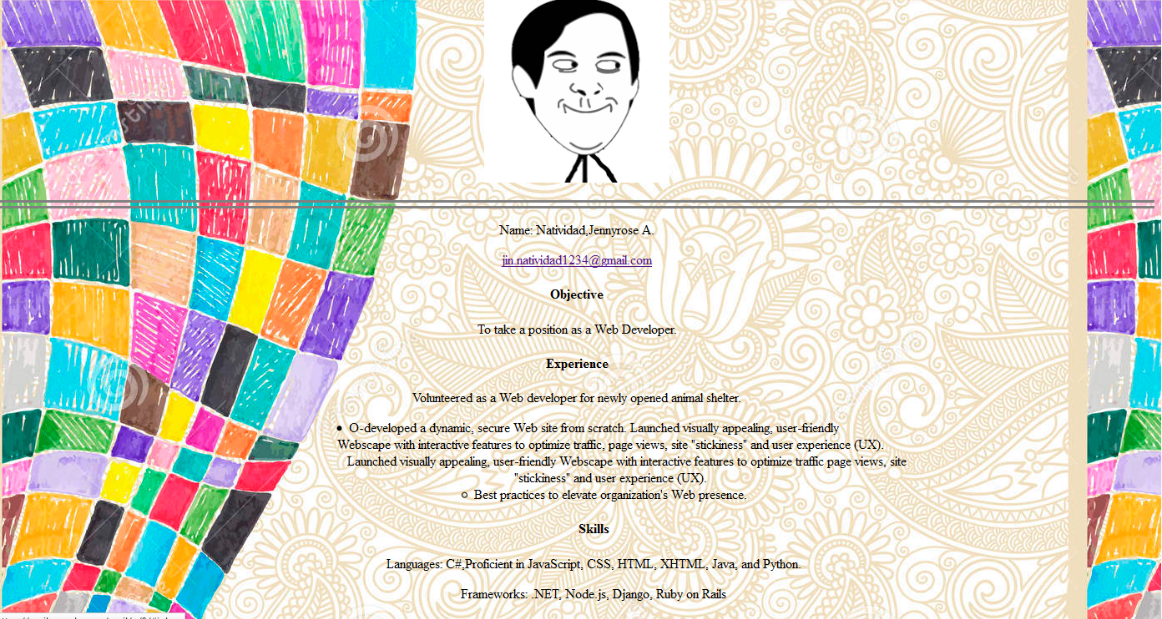 Name: Natividad,Jennyrose A.
jin.natividad1234@gmail.com
Objective
To take a position as a Web Developer.
Experience
Volunteered as a Web developer for newly opened animal shelter.
• O-developed a dynamic, secure Web site from scratch. Launched visually appealing, user-friendly
Webscape with interactive features to optimize traffic, page views, site "stickiness" and user experience (UX).
Launched visually appealing, user-friendly Webscape with interactive features to optimize traffic page views, site
"stickiness" and user experience (UX).
○ Best practices to elevate organization's Web presence.
Skills
Languages: C#,Proficient in JavaScript, CSS, HTML, XHTML, Java, and Python.
Frameworks: .NET, Node.js, Django, Ruby on Rails